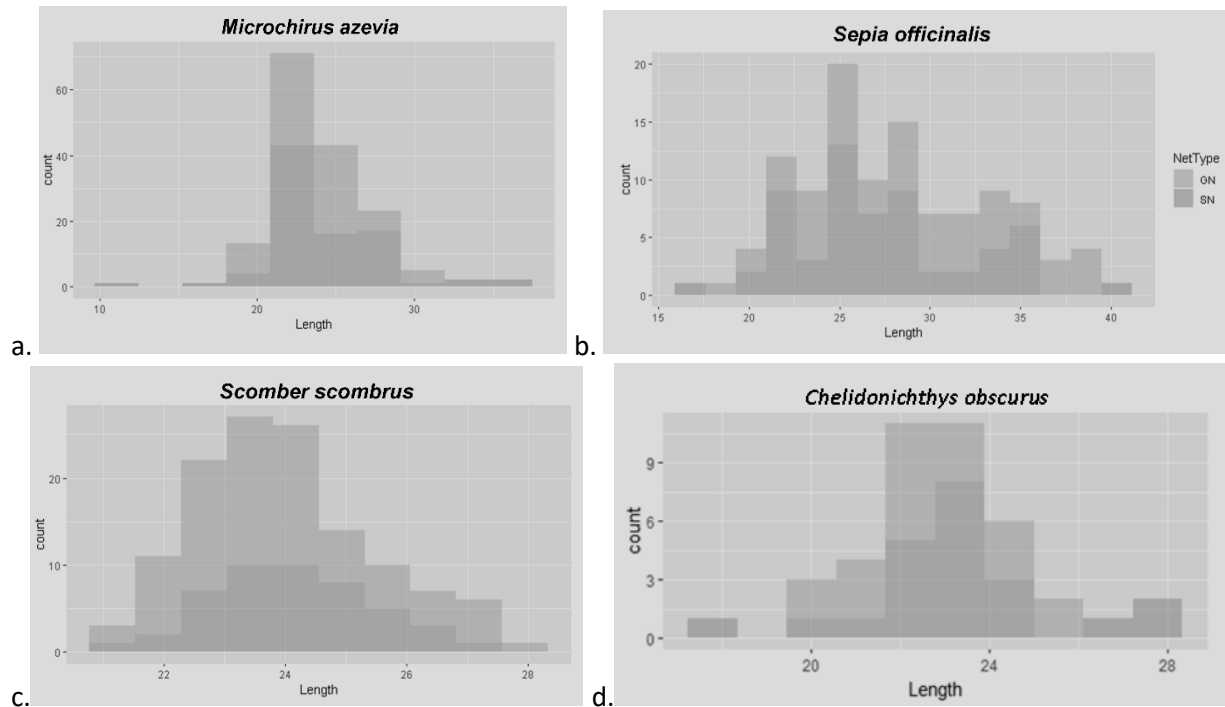 Microchirus azevia
count
60
40
20
0
10
20
30
Length
a.
Sepia officinalis
count
20
15
10
5
0
15
20
25
30
35
40
Length
NetType
GN
SN
b.
Scomber scombrus
count
20
10
0
22
24
26
28
Length
c.
Chelidonichthys obscurus
count
9
6
3
0
20
24
28
Length
d.